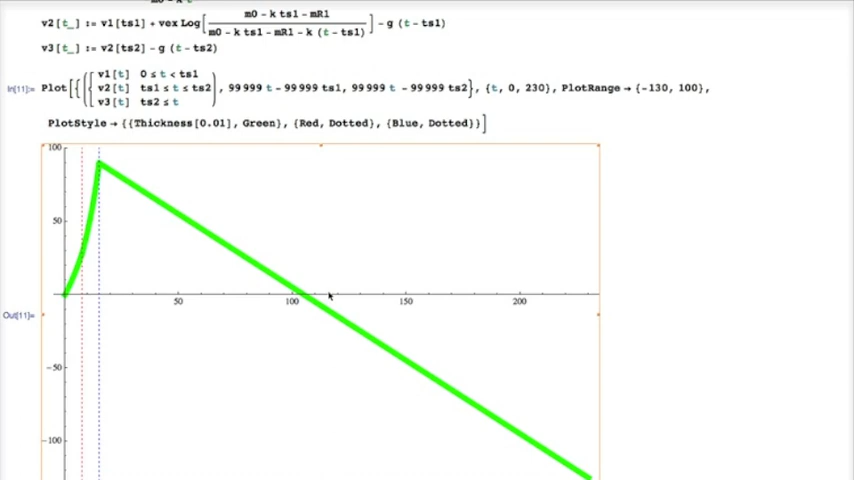 v2[t_] := v1[ts1] + vex Log[(m0 - k ts1 - mR1)/(m0 - k ts1 - mR1 - k (t - ts1))] - g (t - ts1)
v3[t_] := v2[ts2] - g (t - ts2)
v1[t] 0 ≤ t < ts1
In[11]:= Plot[{( { v2[t] ts1 ≤ t ≤ ts2 ), 99999 t - 99999 ts1, 99999 t - 99999 ts2}, {t, 0, 230}, PlotRange → {-130, 100},
v3[t] ts2 ≤ t
PlotStyle → {{Thickness[0.01], Green}, {Red, Dotted}, {Blue, Dotted}}]
100
50
50 100 150 200
Out[11]=
-50
-100